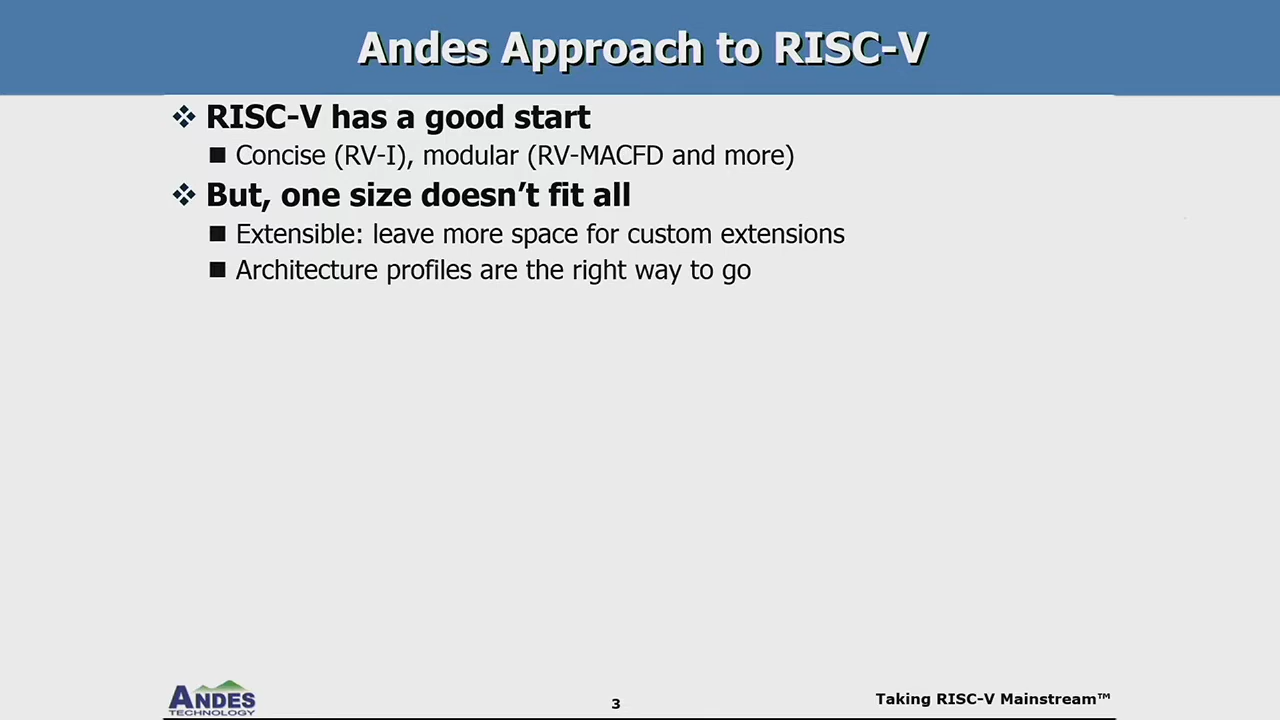 Andes Approach to RISC-V
RISC-V has a good start
Concise (RV-I), modular (RV-MACFD and more)
But, one size doesn’t fit all
Extensible: leave more space for custom extensions
Architecture profiles are the right way to go
ANDES
TECHNOLOGY
3
Taking RISC-V Mainstream™